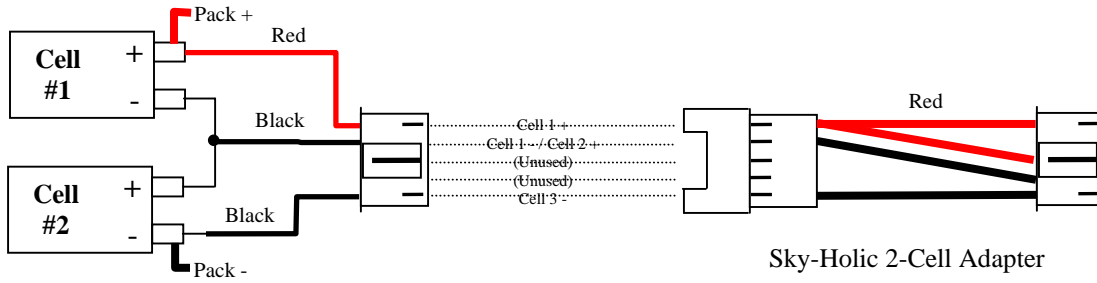 Pack +
Red
Cell
#1
+
-
Black
Cell 1 +
Cell 1 - / Cell 2 +
(Unused)
(Unused)
Cell 3 -
Red
Cell
#2
+
-
Black
Pack -
Sky-Holic 2-Cell Adapter